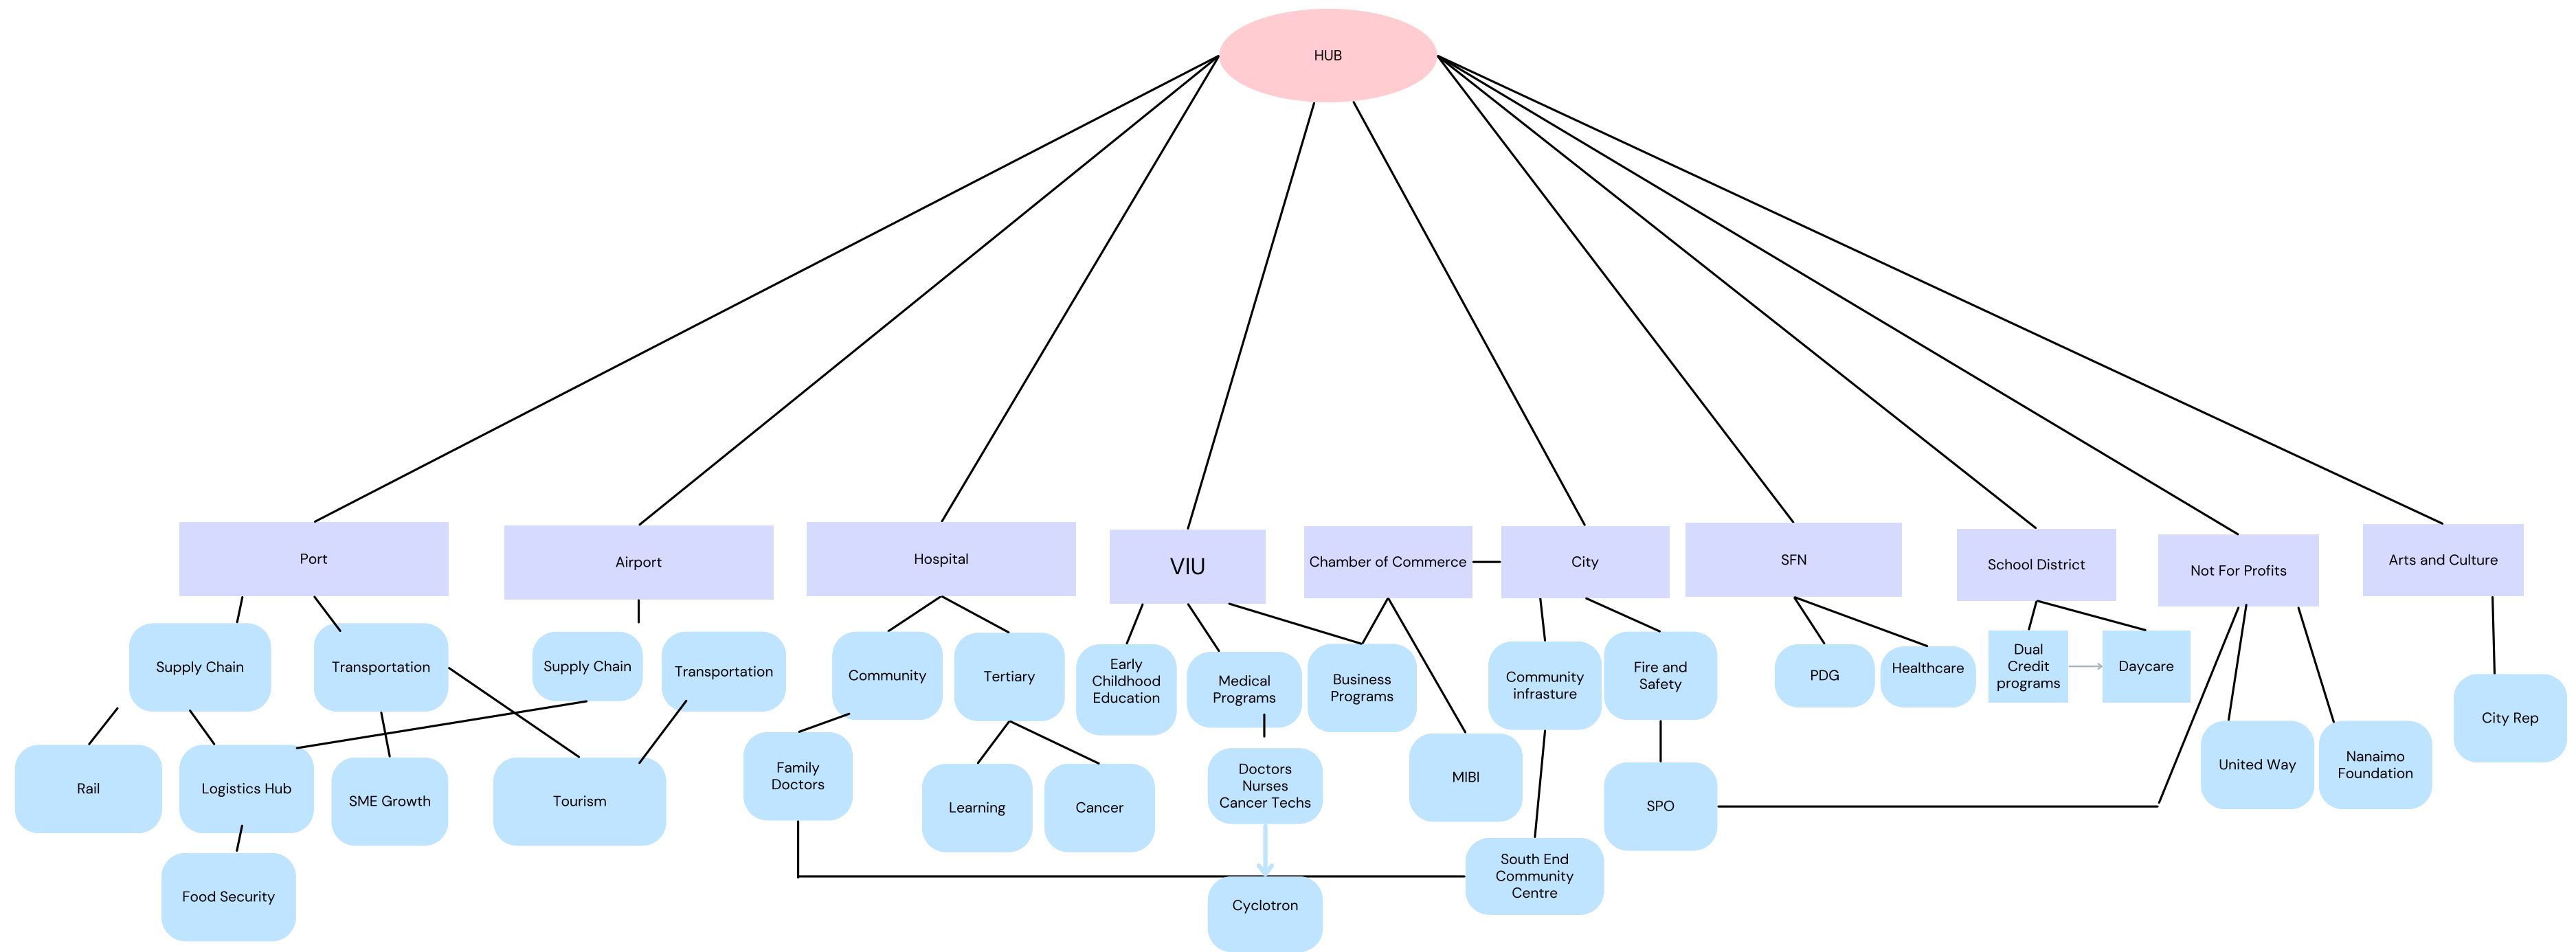 HUB
Port
Airport
Hospital
VIU
Chamber of Commerce
City
SFN
School District
Not For Profits
Arts and Culture
Supply Chain
Transportation
Supply Chain
Transportation
Community
Tertiary
Early
Childhood
Education
Medical
Programs
Business
Programs
Community
infrasture
Fire and
Safety
PDG
Healthcare
Dual
Credit
programs
Daycare
City Rep
Rail
Logistics Hub
SME Growth
Tourism
Family
Doctors
Learning
Cancer
Doctors
Nurses
Cancer Techs
MIBI
SPO
United Way
Nanaimo
Foundation
South End
Community
Centre
Food Security
Cyclotron